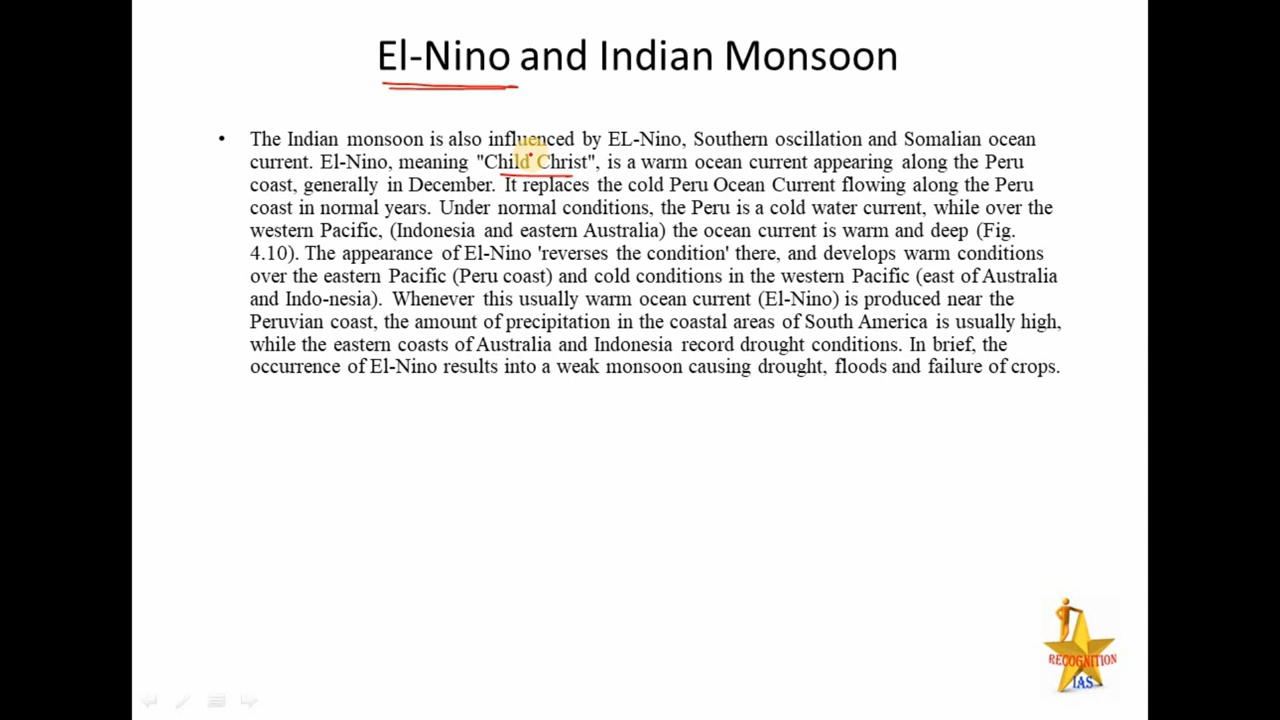 El-Nino and Indian Monsoon
• The Indian monsoon is also influenced by EL-Nino, Southern oscillation and Somalian ocean
current. El-Nino, meaning "Child Christ", is a warm ocean current appearing along the Peru
coast, generally in December. It replaces the cold Peru Ocean Current flowing along the Peru
coast in normal years. Under normal conditions, the Peru is a cold water current, while over the
western Pacific, (Indonesia and eastern Australia) the ocean current is warm and deep (Fig.
4.10). The appearance of El-Nino 'reverses the condition' there, and develops warm conditions
over the eastern Pacific (Peru coast) and cold conditions in the western Pacific (east of Australia
and Indo-nesia). Whenever this usually warm ocean current (El-Nino) is produced near the
Peruvian coast, the amount of precipitation in the coastal areas of South America is usually high,
while the eastern coasts of Australia and Indonesia record drought conditions. In brief, the
occurrence of El-Nino results into a weak monsoon causing drought, floods and failure of crops.
RECOGNITION
IAS